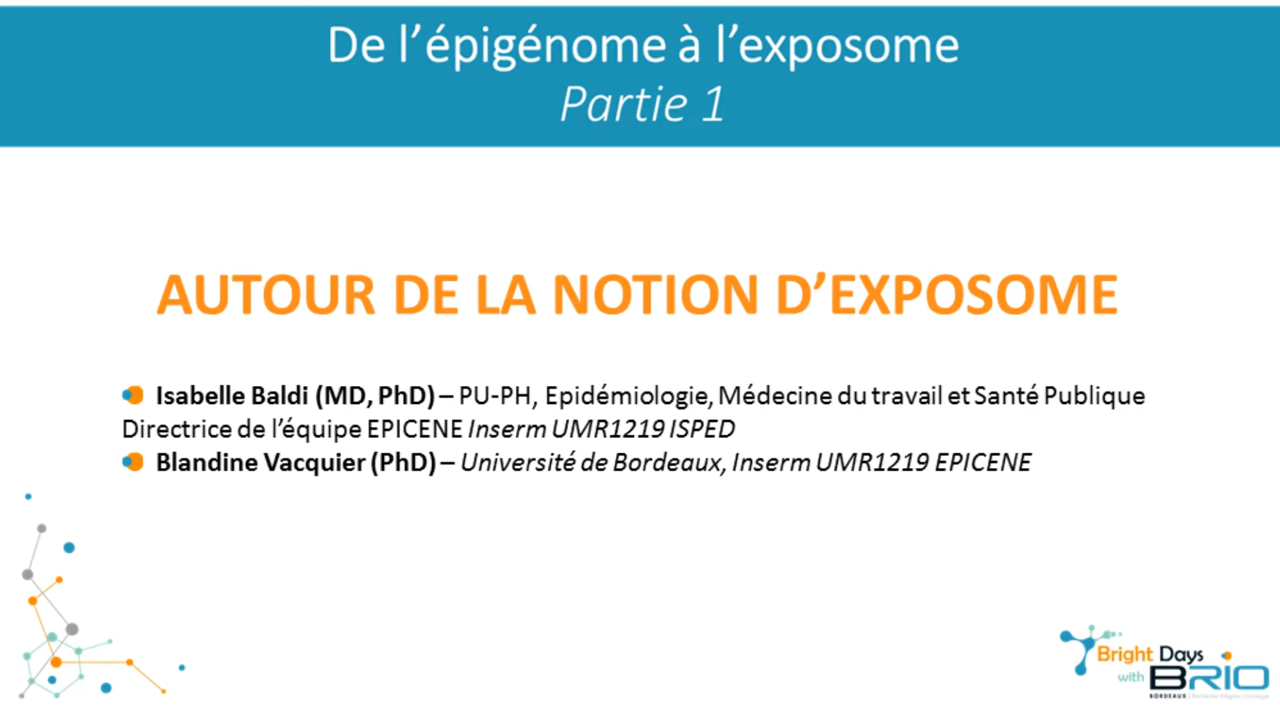 De l’épigénome à l’exposome
Partie 1
AUTOUR DE LA NOTION D’EXPOSOME
Isabelle Baldi (MD, PhD) – PU-PH, Epidémiologie, Médecine du travail et Santé Publique
Directrice de l’équipe EPICENE Inserm UMR1219 ISPED
Blandine Vacquier (PhD) – Université de Bordeaux, Inserm UMR1219 EPICENE
Bright Days
with BRIO
BORDEAUX